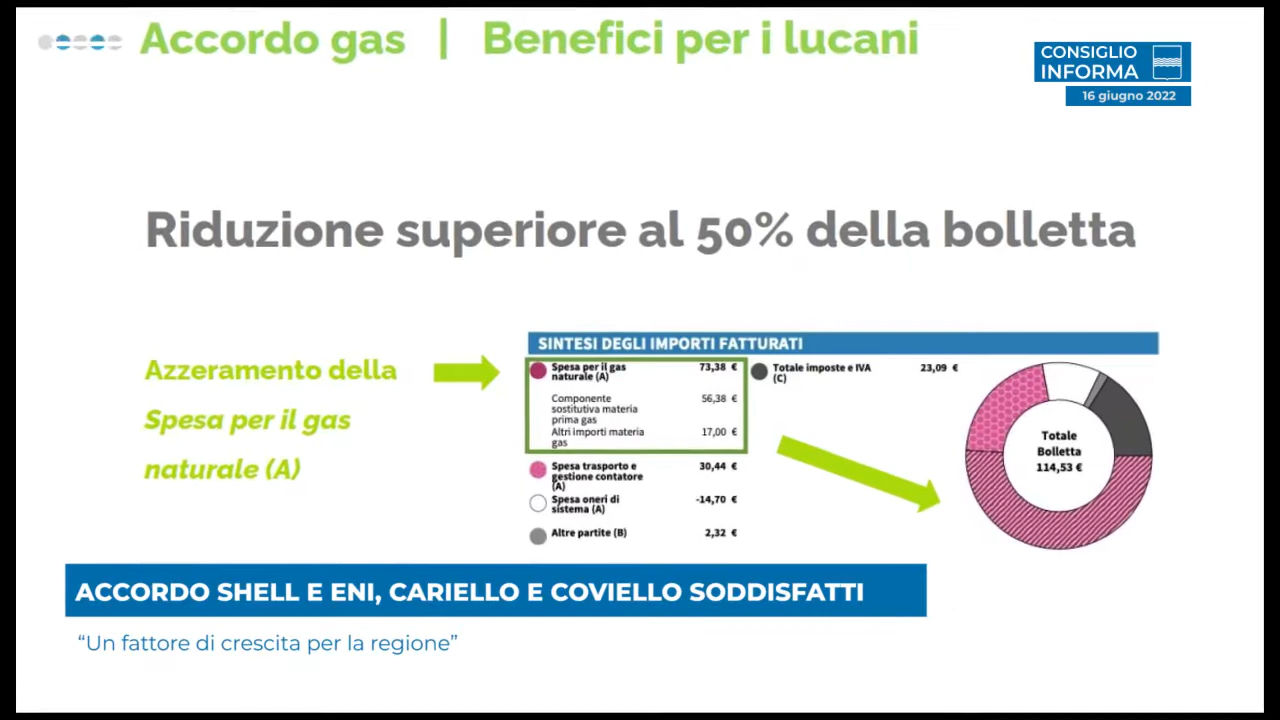 Accordo gas | Benefici per i lucani
CONSIGLIO
INFORMA
16 giugno 2022
Riduzione superiore al 50% della bolletta
Azzeramento della
Spesa per il gas
naturale (A)
SINTESI DEGLI IMPORTI FATTURATI
Spesa per il gas
naturale (A)
73,38 €
Componente
sostitutiva materia
prima gas
56,38 €
Altri importi materia
gas
17,00 €
Spesa trasporto e
gestione contatore
(A)
30,44 €
Spesa oneri di
sistema (A)
-14,70 €
Altre partite (B)
2,32 €
Totale imposte e IVA
(C)
23,09 €
Totale
Bolletta
114,53 €
ACCORDO SHELL E ENI, CARIELLO E COVIELLO SODDISFATTI
“Un fattore di crescita per la regione”